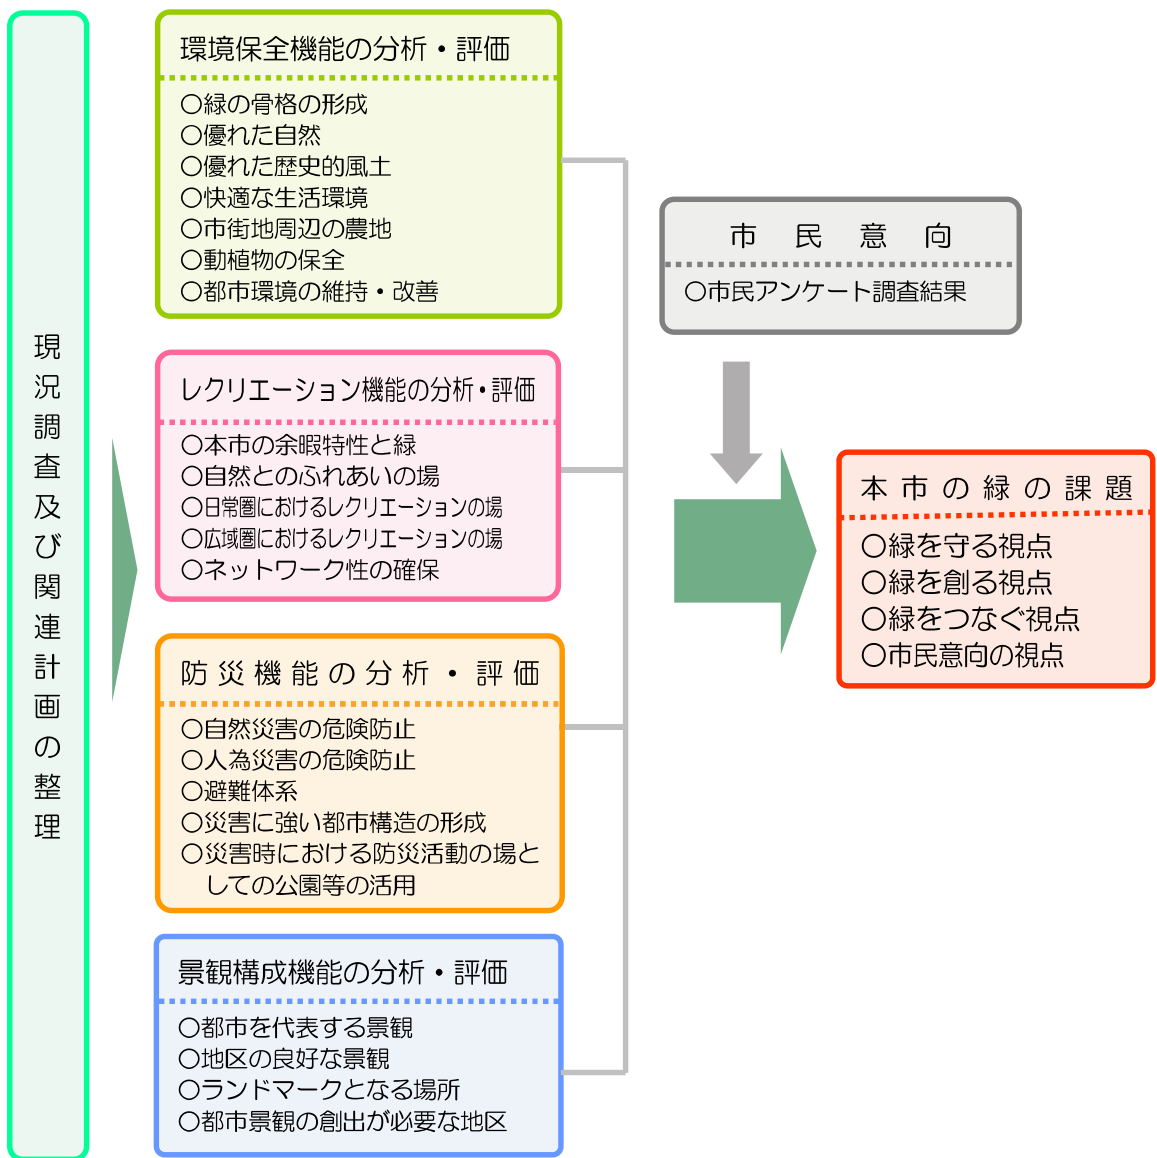 現況調査及び関連計画の整理
環境保全機能の分析・評価
○緑の骨格の形成
○優れた自然
○優れた歴史的風土
○快適な生活環境
○市街地周辺の農地
○動植物の保全
○都市環境の維持・改善
レクリエーション機能の分析・評価
○本市の余暇特性と緑
○自然とのふれあいの場
○日常圏におけるレクリエーションの場
○広域圏におけるレクリエーションの場
○ネットワーク性の確保
防災機能の分析・評価
○自然災害の危険防止
○人為災害の危険防止
○避難体系
○災害に強い都市構造の形成
○災害時における防災活動の場と
しての公園等の活用
景観構成機能の分析・評価
○都市を代表する景観
○地区の良好な景観
○ランドマークとなる場所
○都市景観の創出が必要な地区
市民意向
○市民アンケート調査結果
本市の緑の課題
○緑を守る視点
○緑を創る視点
○緑をつなぐ視点
○市民意向の視点